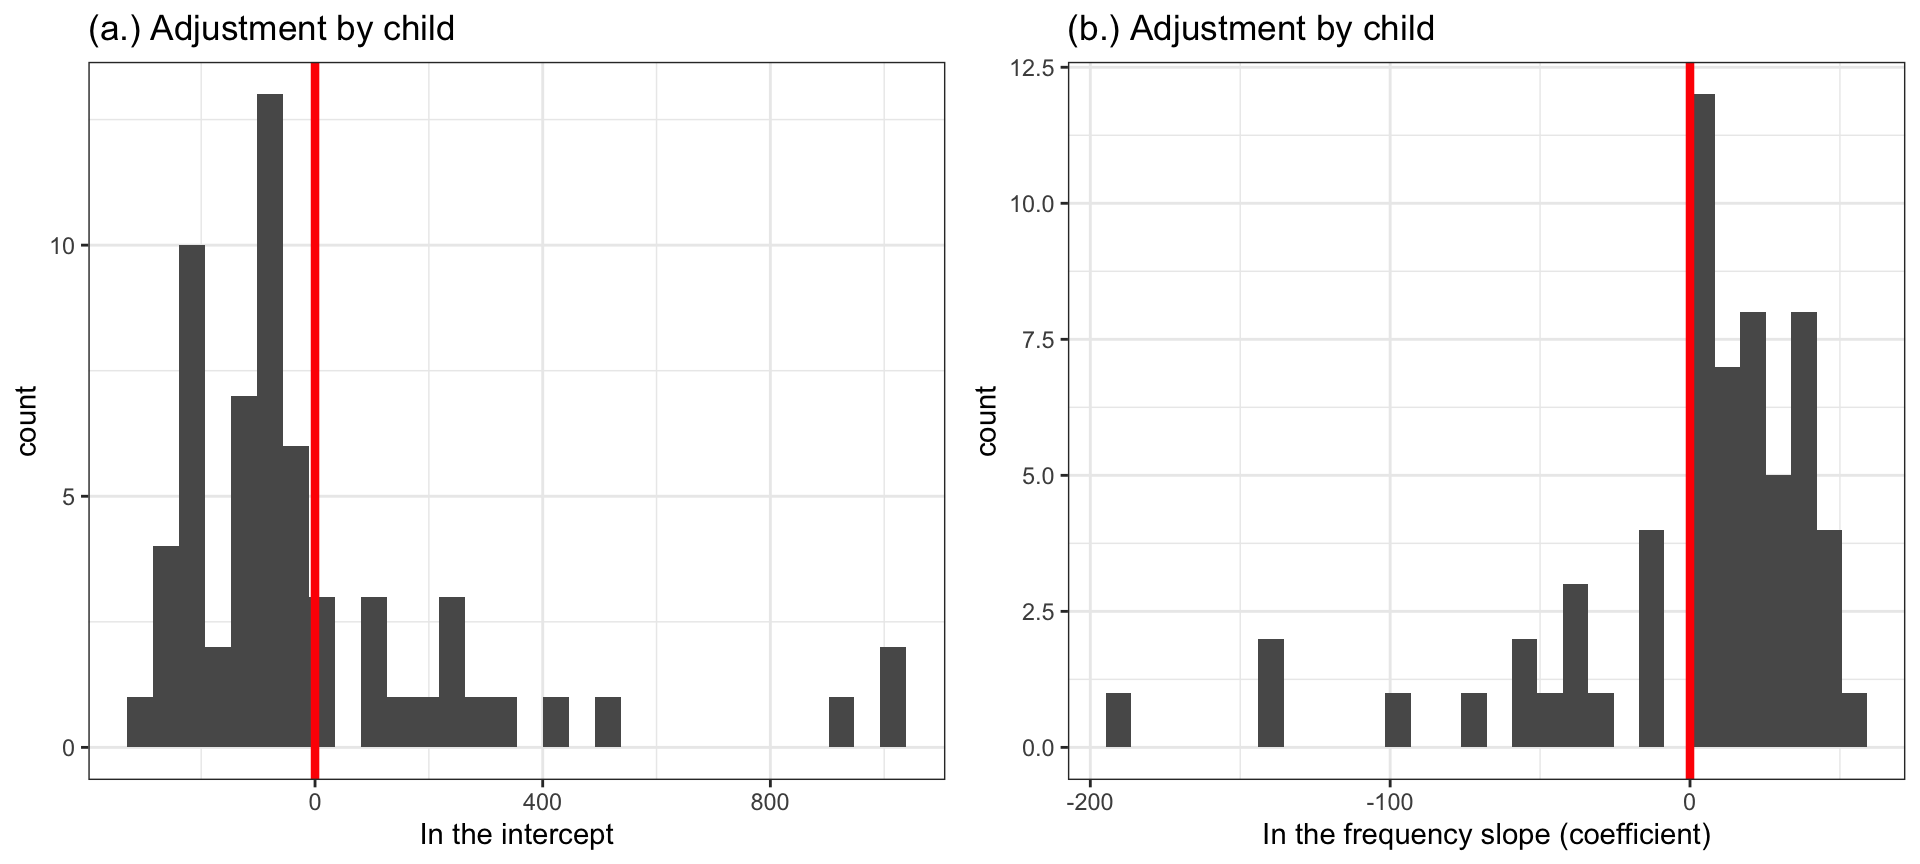 (a.) Adjustment by child
count
10
5
0
0
400
800
In the intercept
(b.) Adjustment by child
count
12.5
10.0
7.5
5.0
2.5
0.0
-200
-100
0
In the frequency slope (coefficient)